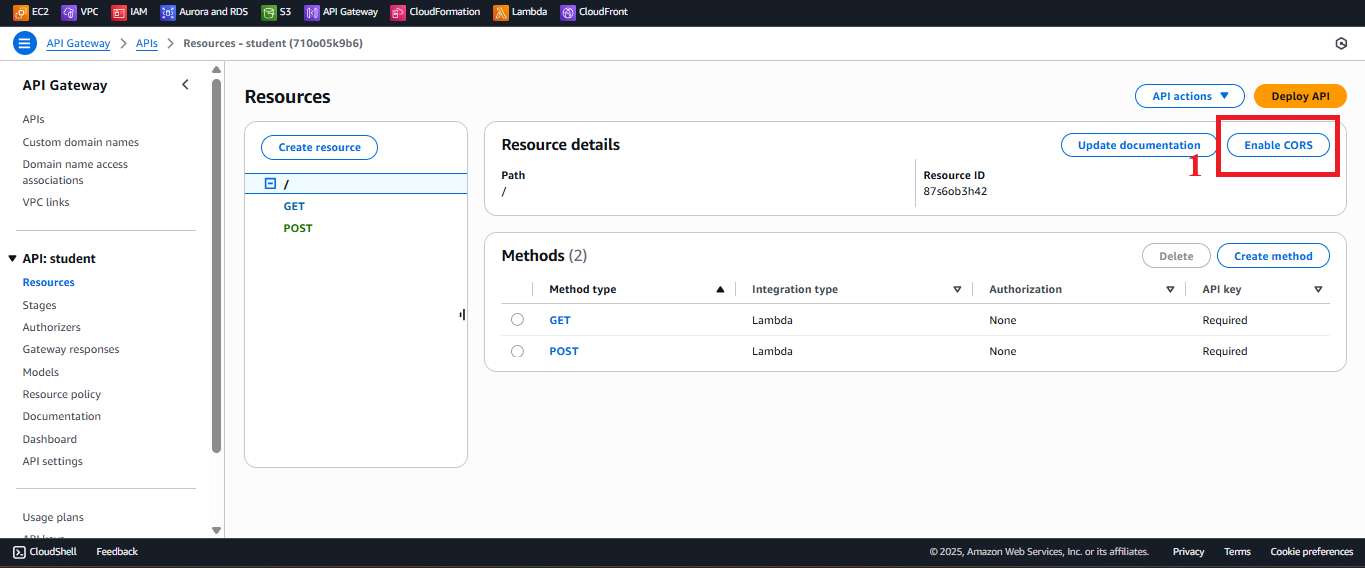 EC2 VPC IAM Aurora and RDS S3 API Gateway CloudFormation Lambda CloudFront
API Gateway > APIs > Resources - student (710o05k9b6)
API Gateway
APIs
Custom domain names
Domain name access
associations
VPC links
API: student
Resources
Stages
Authorizers
Gateway responses
Models
Resource policy
Documentation
Dashboard
API settings
Usage plans
API keys
Resources
API actions Deploy API
Create resource
/
GET
POST
Resource details
Update documentation Enable CORS
1
Path Resource ID
/ 87s6ob3h42
Methods (2) Delete Create method
Method type Integration type Authorization API key
GET Lambda None Required
POST Lambda None Required
CloudShell Feedback © 2025, Amazon Web Services, Inc. or its affiliates. Privacy Terms Cookie preferences